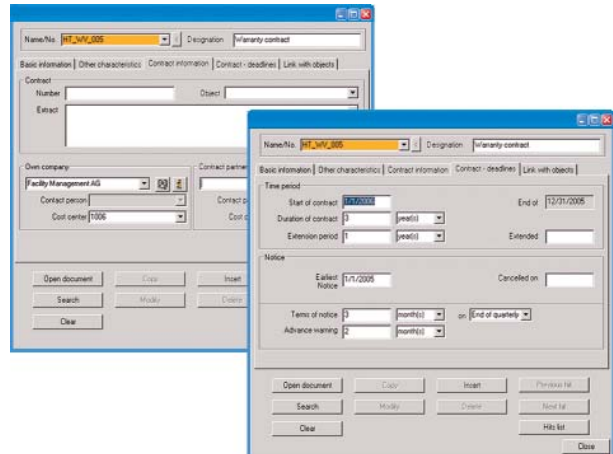 Name/No. HT_WV_005 Designation Warranty contract
Basic information Other characteristics Contract information Contract - deadlines Link with objects
Contract
Number Object
Extract
Own company Contract partner
Facility Management AG
Contact person
Cost center 1006
Open document Copy Insert
Search Modify Delete
Clear
Name/No. HT_WV_005 Designation Warranty contract
Basic information Other characteristics Contract information Contract - deadlines Link with objects
Time period
Start of contract End of 12/31/2005
Duration of contract 3 year(s)
Extension period 1 year(s) Extended
Notice
Earliest Notice 1/1/2005 Cancelled on
Terms of notice 3 month(s) on End of quarterly
Advance warning 2 month(s)
Open document Copy Insert Previous hit
Search Modify Delete Next hit
Clear Hits list
Close